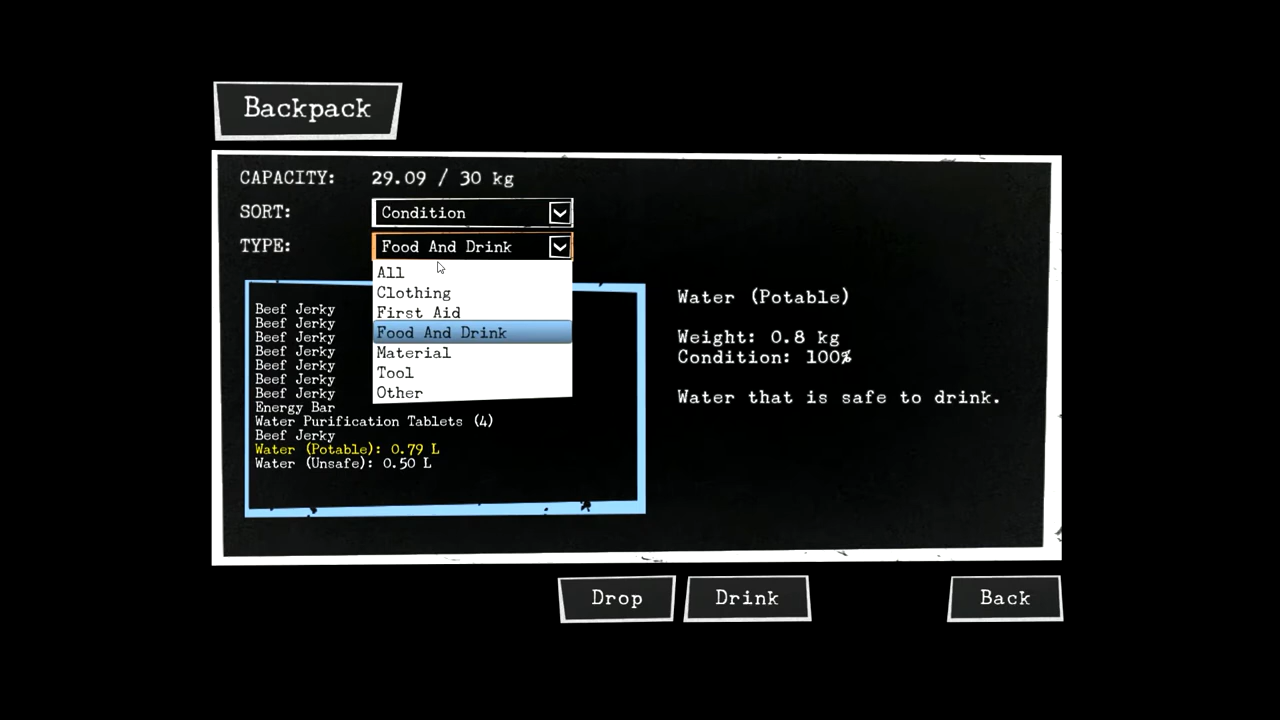 Backpack
CAPACITY: 29.09 / 30 kg
SORT: Condition
TYPE: Food And Drink
All
Clothing
First Aid
Food And Drink
Material
Tool
Other
Beef Jerky
Beef Jerky
Beef Jerky
Beef Jerky
Beef Jerky
Beef Jerky
Beef Jerky
Energy Bar
Water Purification Tablets (4)
Beef Jerky
Water (Potable): 0.79 L
Water (Unsafe): 0.50 L
Water (Potable)
Weight: 0.8 kg
Condition: 100%
Water that is safe to drink.
Drop
Drink
Back